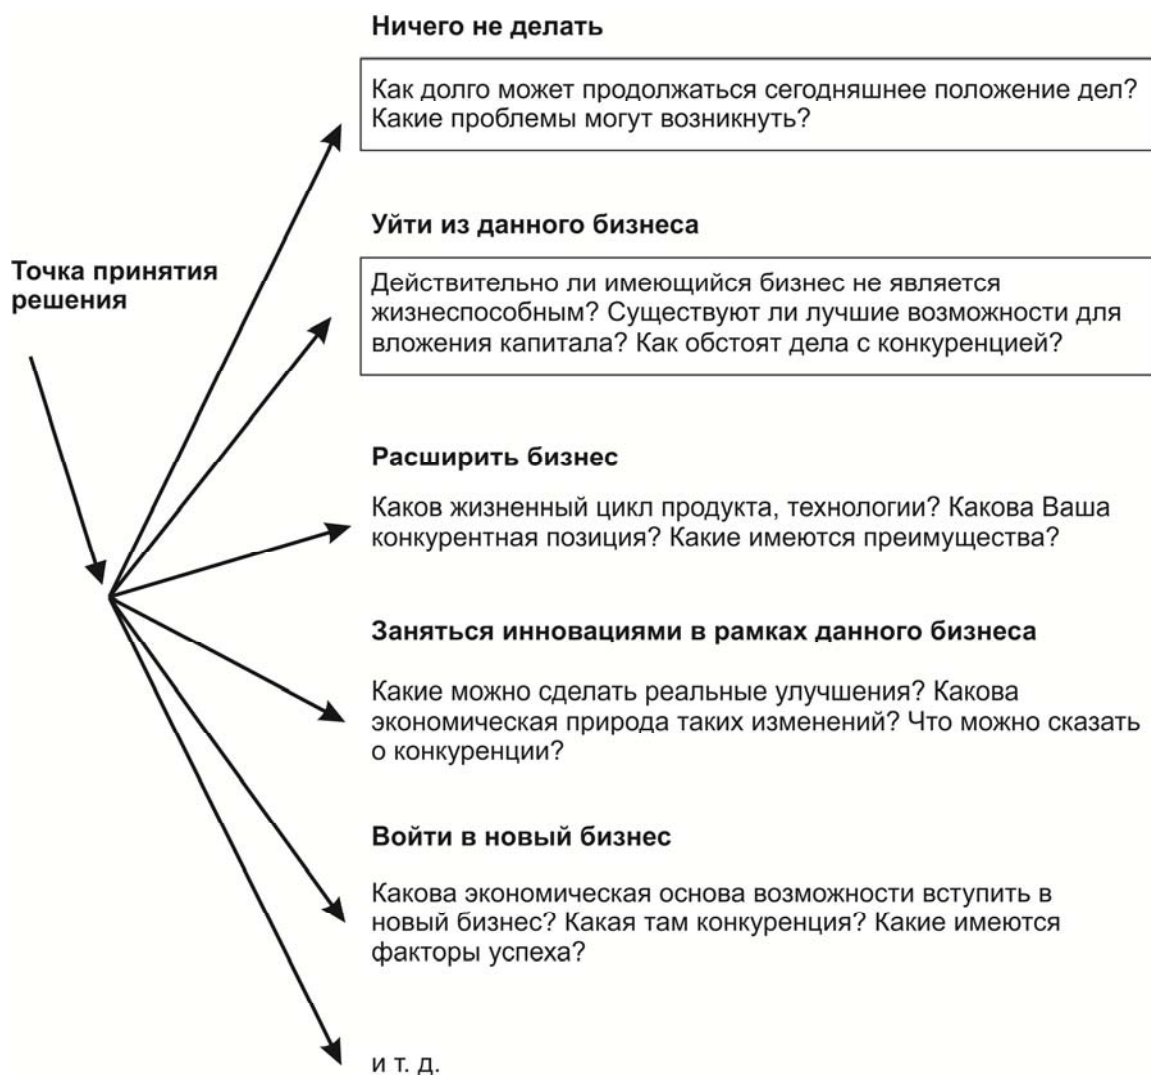 Ничего не делать
Как долго может продолжаться сегодняшнее положение дел?
Какие проблемы могут возникнуть?
Уйти из данного бизнеса
Точка принятия
решения
Действительно ли имеющийся бизнес не является
жизнеспособным? Существуют ли лучшие возможности для
вложения капитала? Как обстоят дела с конкуренцией?
Расширить бизнес
Каков жизненный цикл продукта, технологии? Какова Ваша
конкурентная позиция? Какие имеются преимущества?
Заняться инновациями в рамках данного бизнеса
Какие можно сделать реальные улучшения? Какова
экономическая природа таких изменений? Что можно сказать
о конкуренции?
Войти в новый бизнес
Какова экономическая основа возможности вступить в
новый бизнес? Какая там конкуренция? Какие имеются
факторы успеха?
и т. д.